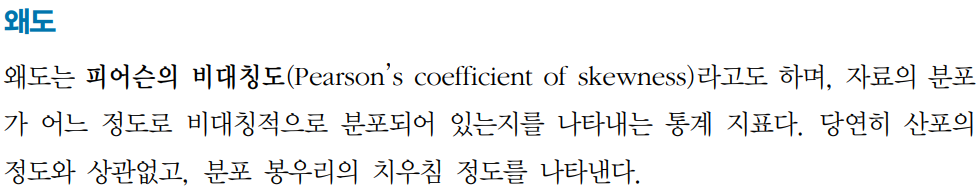 왜도
왜도는 피어슨의 비대칭도(Pearson’s coefficient of skewness)라고도 하며, 자료의 분포
가 어느 정도로 비대칭적으로 분포되어 있는지를 나타내는 통계 지표다. 당연히 산포의
정도와 상관없고, 분포 봉우리의 치우침 정도를 나타낸다.